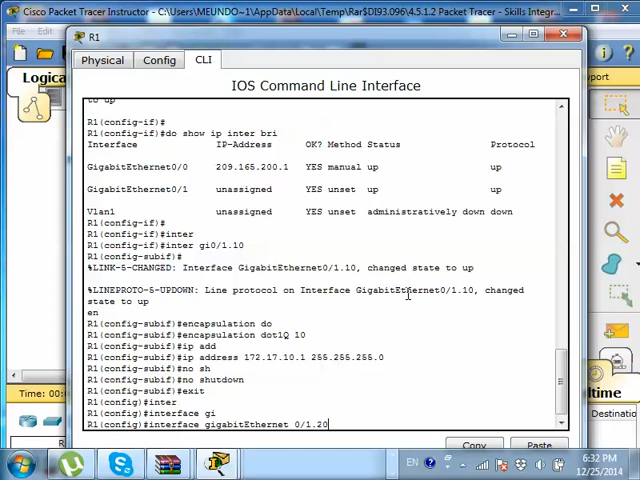 Cisco Packet Tracer Instructor - C:\Users\MEUNDO~1\AppData\Local\Temp\Rar$DI93.096\4.5.1.2 Packet Tracer - Skills Integr...
File
R1
Physical Config CLI
Logica
port
IOS Command Line Interface
to up
R1(config-if)#
R1(config-if)#do show ip inter bri
Interface IP-Address OK? Method Status Protocol
GigabitEthernet0/0 209.165.200.1 YES manual up up
GigabitEthernet0/1 unassigned YES unset up up
Vlan1 unassigned YES unset administratively down down
R1(config-if)#
R1(config-if)#inter
R1(config-if)#inter gi0/1.10
R1(config-subif)#
%LINK-5-CHANGED: Interface GigabitEthernet0/1.10, changed state to up
%LINEPROTO-5-UPDOWN: Line protocol on Interface GigabitEthernet0/1.10, changed
state to up
en
R1(config-subif)#encapsulation do
R1(config-subif)#encapsulation dot1Q 10
R1(config-subif)#ip add
R1(config-subif)#ip address 172.17.10.1 255.255.255.0
R1(config-subif)#no sh
R1(config-subif)#no shutdown
R1(config-subif)#exit
R1(config)#inter
R1(config)#interface gi
R1(config)#interface gigabitEthernet 0/1.20
Time: 00:
Destinatio
Copy Paste
EN
6:32 PM
12/25/2014